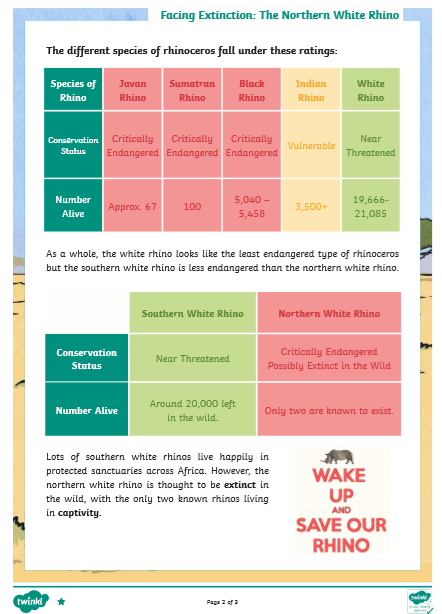 Facing Extinction: The Northern White Rhino
The different species of rhinoceros fall under these ratings:
Species of Rhino Javan Rhino Sumatran Rhino Black Rhino Indian Rhino White Rhino
Conservation Status Critically Endangered Critically Endangered Critically Endangered Vulnerable Near Threatened
Number Alive Approx. 67 100 5,040 – 5,458 3,500+ 19,666-21,085
As a whole, the white rhino looks like the least endangered type of rhinoceros
but the southern white rhino is less endangered than the northern white rhino.
Southern White Rhino Northern White Rhino
Conservation Status Near Threatened Critically Endangered Possibly Extinct in the Wild
Number Alive Around 20,000 left in the wild. Only two are known to exist.
Lots of southern white rhinos live happily in
protected sanctuaries across Africa. However, the
northern white rhino is thought to be extinct in
the wild, with the only two known rhinos living
in captivity.
WAKE
UP
AND
SAVE OUR
RHINO
twinkl
Page 2 of 3
twinkl